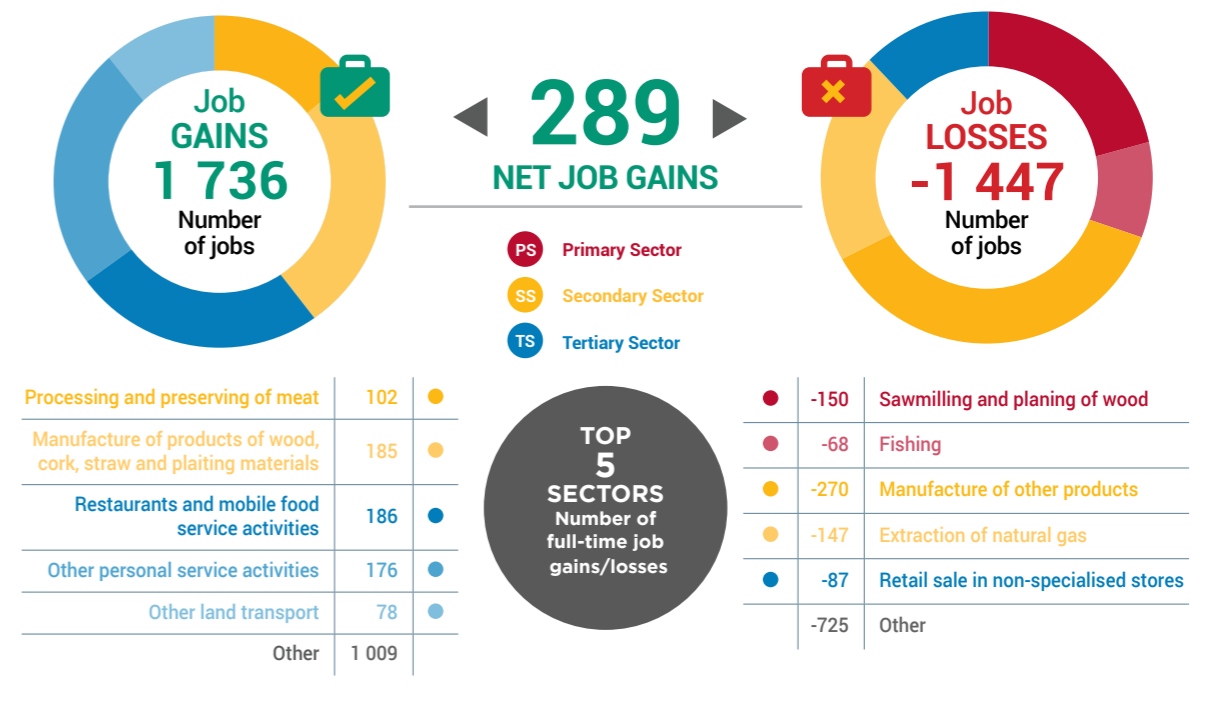 Job
GAINS
1 736
Number
of jobs
289
NET JOB GAINS
Job
LOSSES
-1 447
Number
of jobs
PS Primary Sector
SS Secondary Sector
TS Tertiary Sector
Processing and preserving of meat 102
Manufacture of products of wood,
cork, straw and plaiting materials 185
Restaurants and mobile food
service activities 186
Other personal service activities 176
Other land transport 78
Other 1 009
TOP
5
SECTORS
Number of
full-time job
gains/losses
-150 Sawmilling and planing of wood
-68 Fishing
-270 Manufacture of other products
-147 Extraction of natural gas
-87 Retail sale in non-specialised stores
-725 Other